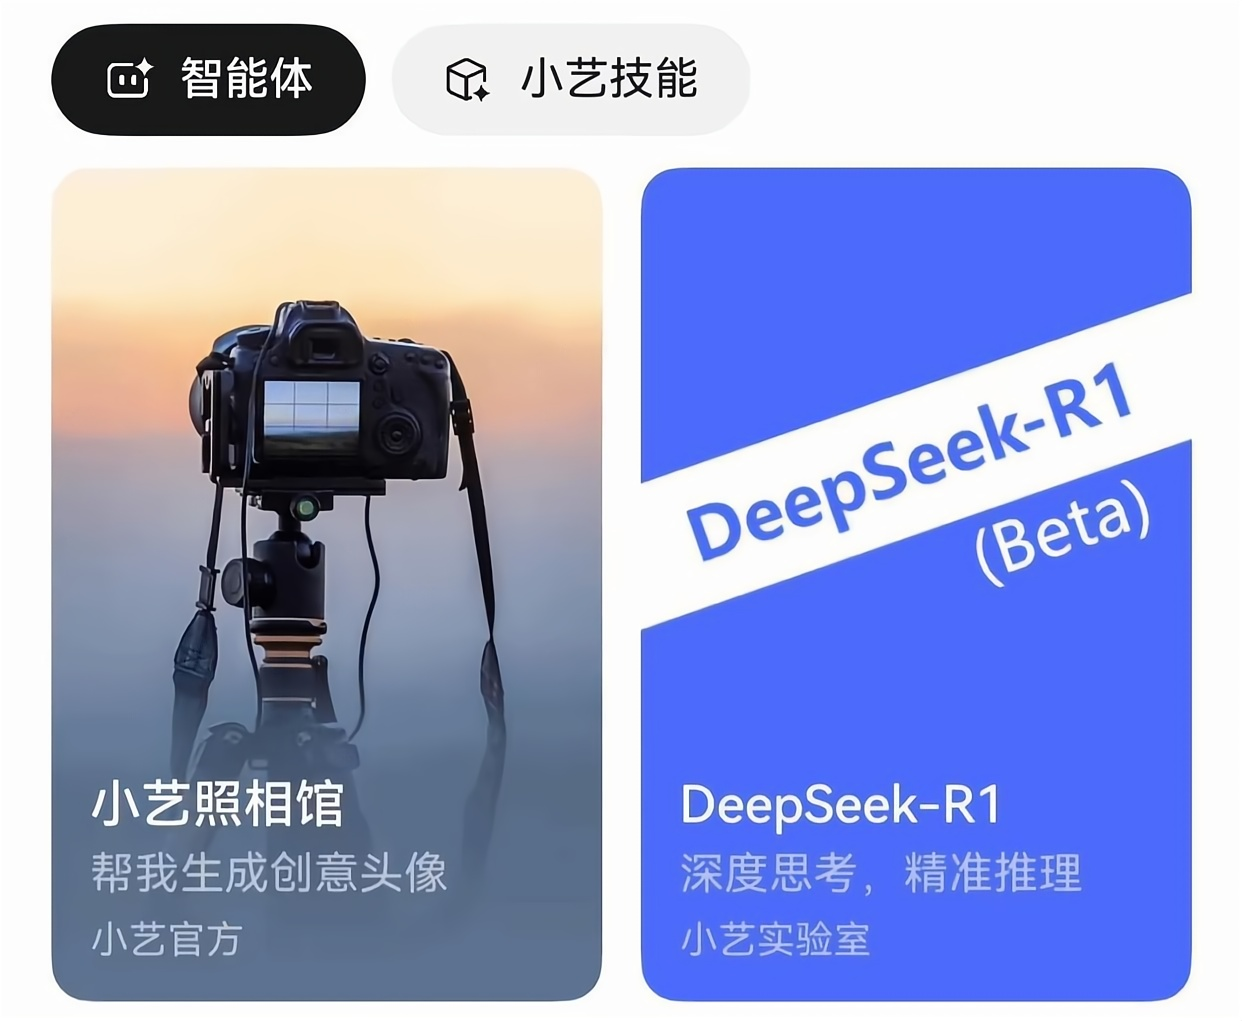 智能体
小艺技能
小艺照相馆
帮我生成创意头像
小艺官方
DeepSeek-R1
(Beta)
DeepSeek-R1
深度思考，精准推理
小艺实验室